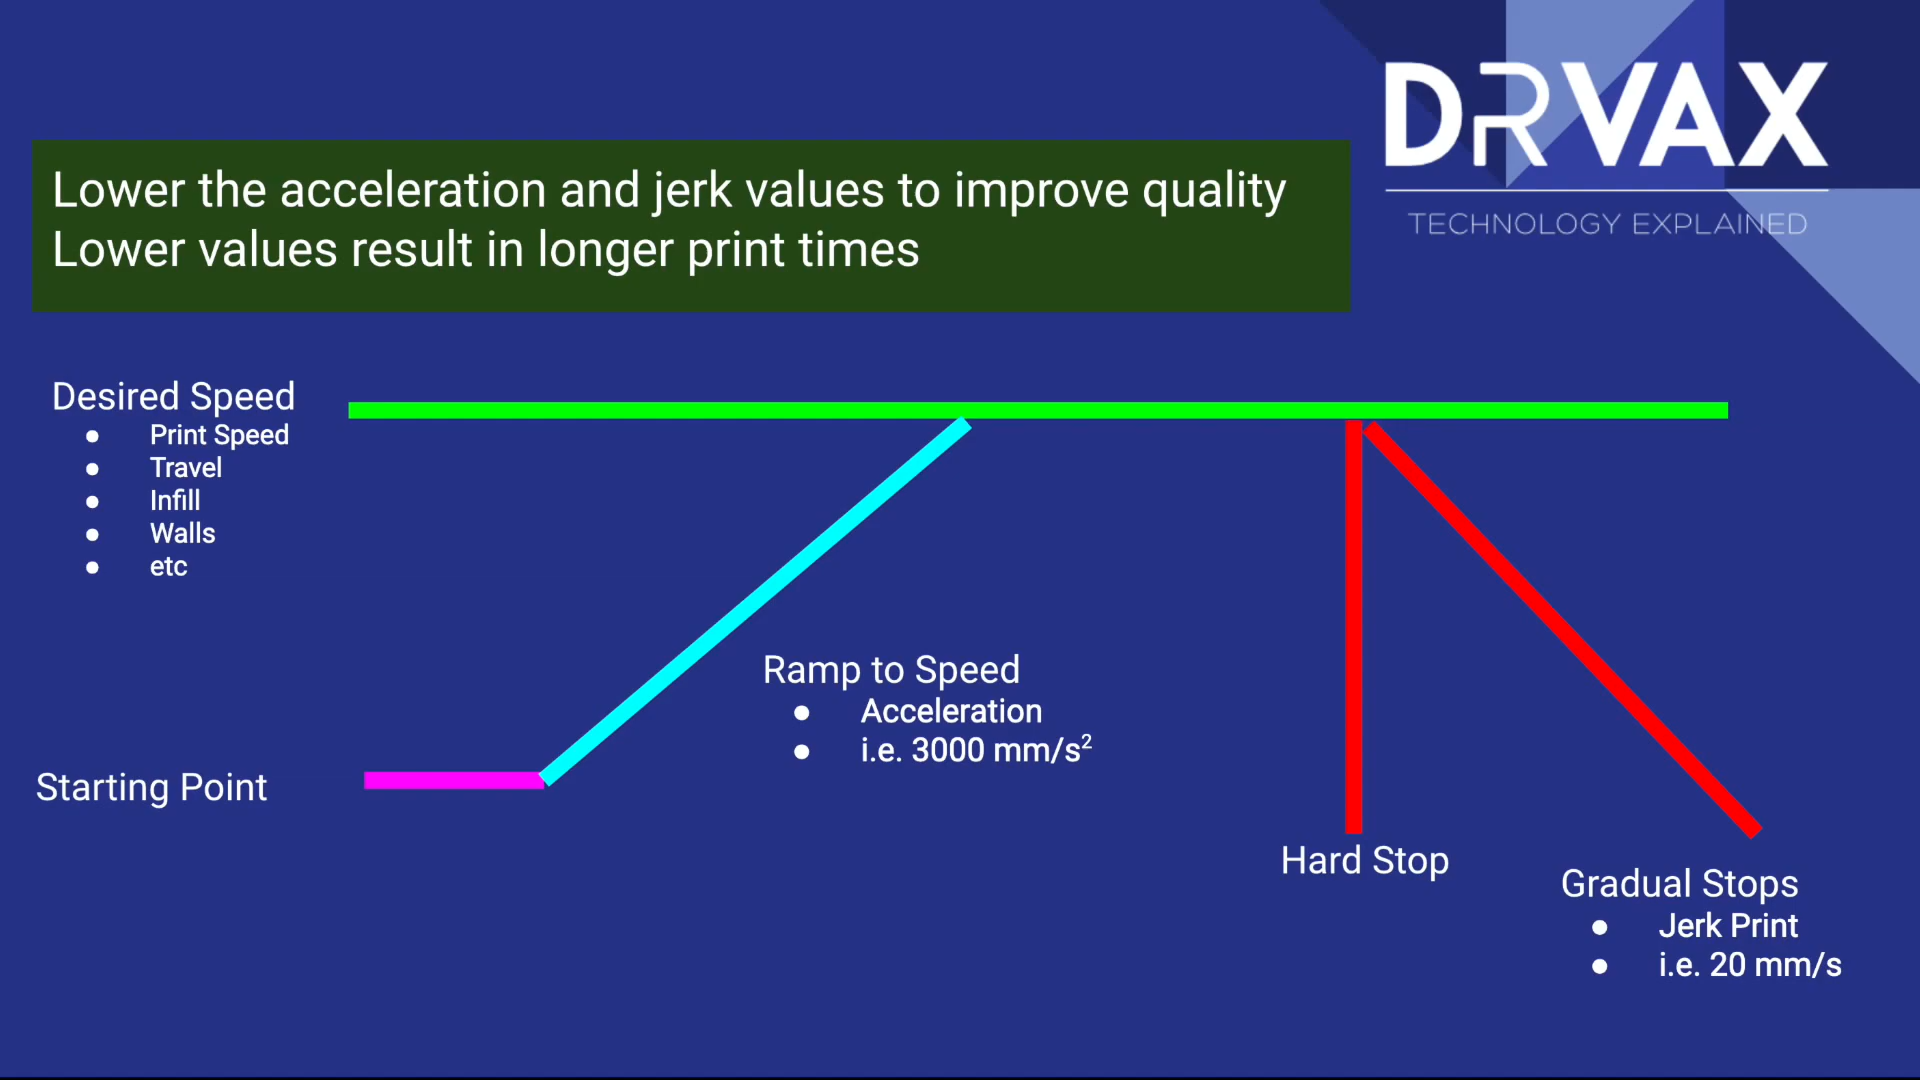 DRVAX
TECHNOLOGY EXPLAINED
Lower the acceleration and jerk values to improve quality
Lower values result in longer print times
Desired Speed
● Print Speed
● Travel
● Infill
● Walls
● etc
Ramp to Speed
● Acceleration
● i.e. 3000 mm/s²
Starting Point
Hard Stop
Gradual Stops
● Jerk Print
● i.e. 20 mm/s